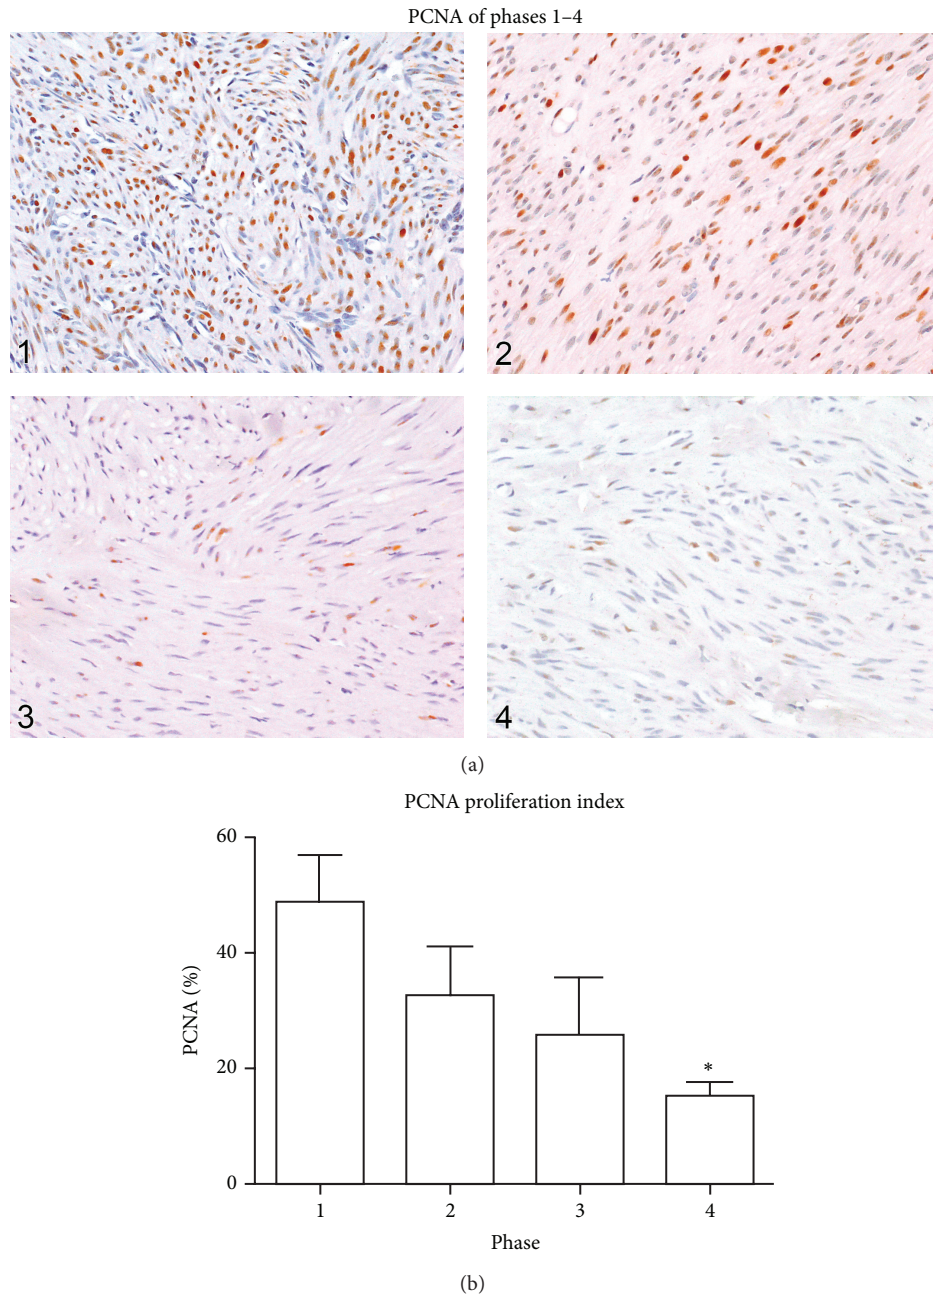 PCNA of phases 1–4
1
2
3
4
(a)
PCNA proliferation index
60
40
20
0
PCNA (%)
*
1 2 3 4
Phase
(b)